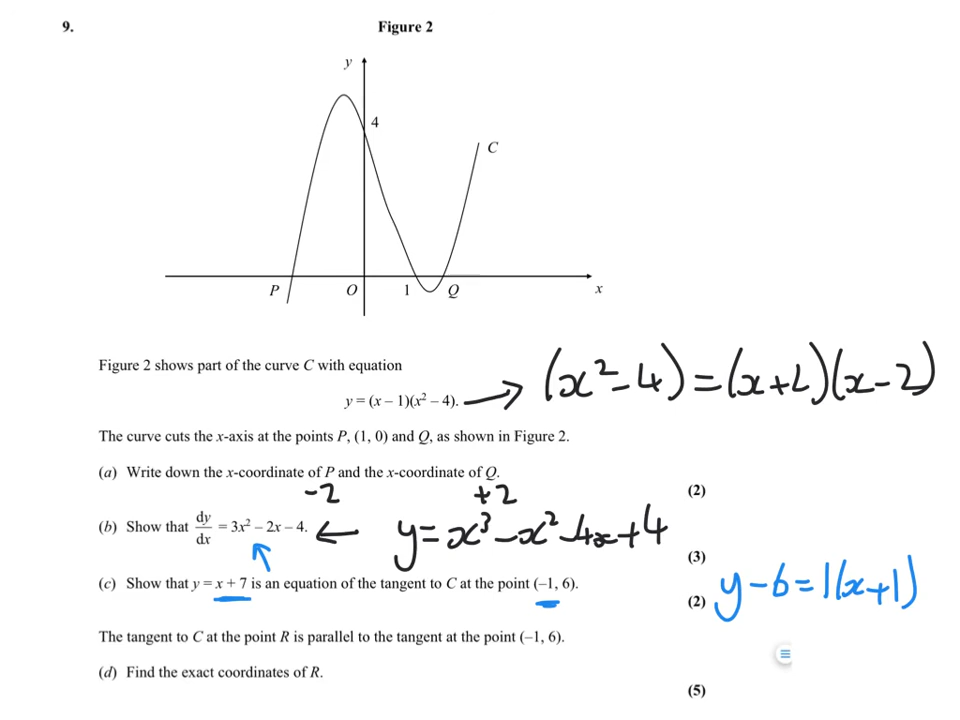 9.
Figure 2
y
4
C
P
O
1
Q
x
Figure 2 shows part of the curve C with equation
y = (x – 1)(x² – 4). → (x²-4)=(x+2)(x-2)
The curve cuts the x-axis at the points P, (1, 0) and Q, as shown in Figure 2.
(a) Write down the x-coordinate of P and the x-coordinate of Q.
-2 +2
(2)
(b) Show that dy/dx = 3x² – 2x – 4. ← y=x³-x²-4x+4
(3)
(c) Show that y = x + 7 is an equation of the tangent to C at the point (–1, 6).
(2) y-6=1(x+1)
The tangent to C at the point R is parallel to the tangent at the point (–1, 6).
(d) Find the exact coordinates of R.
(5)